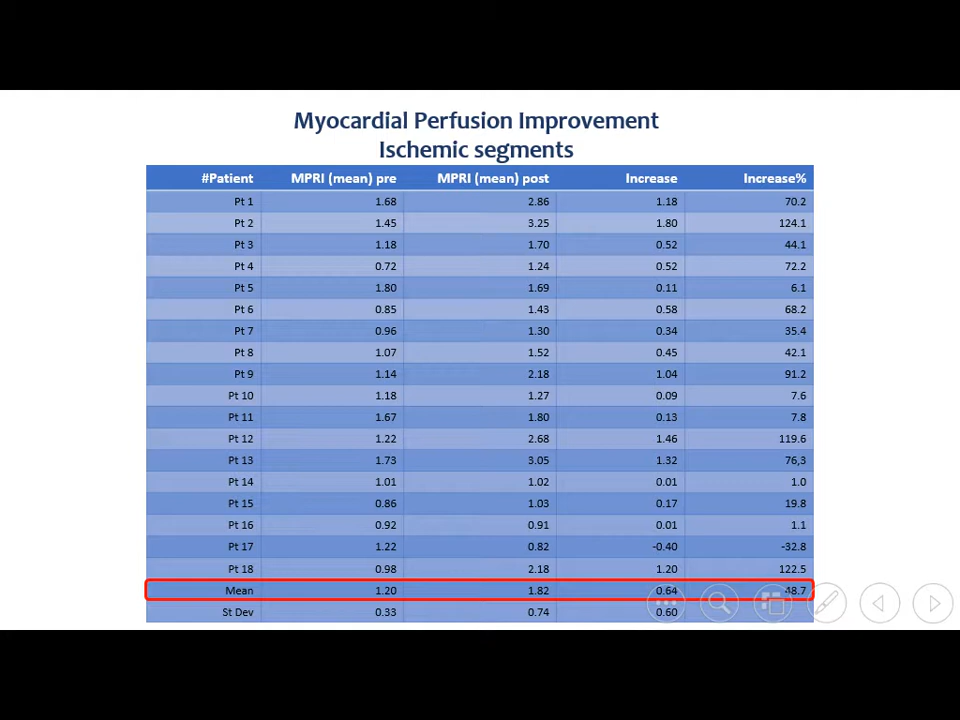 Myocardial Perfusion Improvement
Ischemic segments
#Patient MPRI (mean) pre MPRI (mean) post Increase Increase%
Pt 1 1.68 2.86 1.18 70.2
Pt 2 1.45 3.25 1.80 124.1
Pt 3 1.18 1.70 0.52 44.1
Pt 4 0.72 1.24 0.52 72.2
Pt 5 1.80 1.69 0.11 6.1
Pt 6 0.85 1.43 0.58 68.2
Pt 7 0.96 1.30 0.34 35.4
Pt 8 1.07 1.52 0.45 42.1
Pt 9 1.14 2.18 1.04 91.2
Pt 10 1.18 1.27 0.09 7.6
Pt 11 1.67 1.80 0.13 7.8
Pt 12 1.22 2.68 1.46 119.6
Pt 13 1.73 3.05 1.32 76,3
Pt 14 1.01 1.02 0.01 1.0
Pt 15 0.86 1.03 0.17 19.8
Pt 16 0.92 0.91 0.01 1.1
Pt 17 1.22 0.82 -0.40 -32.8
Pt 18 0.98 2.18 1.20 122.5
Mean 1.20 1.82 0.64 48.7
St Dev 0.33 0.74 0.60